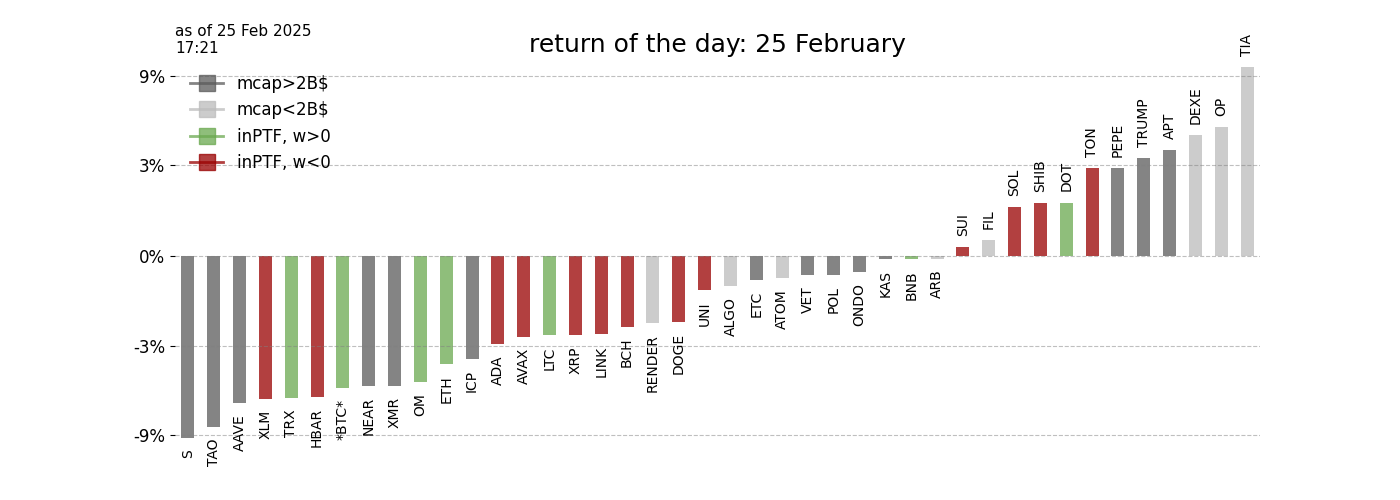 as of 25 Feb 2025
17:21
return of the day: 25 February
mcap>2B$
mcap<2B$
inPTF, w>0
inPTF, w<0
9%
3%
0%
-3%
-9%
S
TAO
AAVE
XLM
TRX
HBAR
*BTC*
NEAR
XMR
OM
ETH
ICP
ADA
AVAX
LTC
XRP
LINK
BCH
RENDER
DOGE
UNI
ALGO
ETC
ATOM
VET
POL
ONDO
KAS
BNB
ARB
SUI
FIL
SOL
SHIB
DOT
TON
PEPE
TRUMP
APT
DEXE
OP
TIA